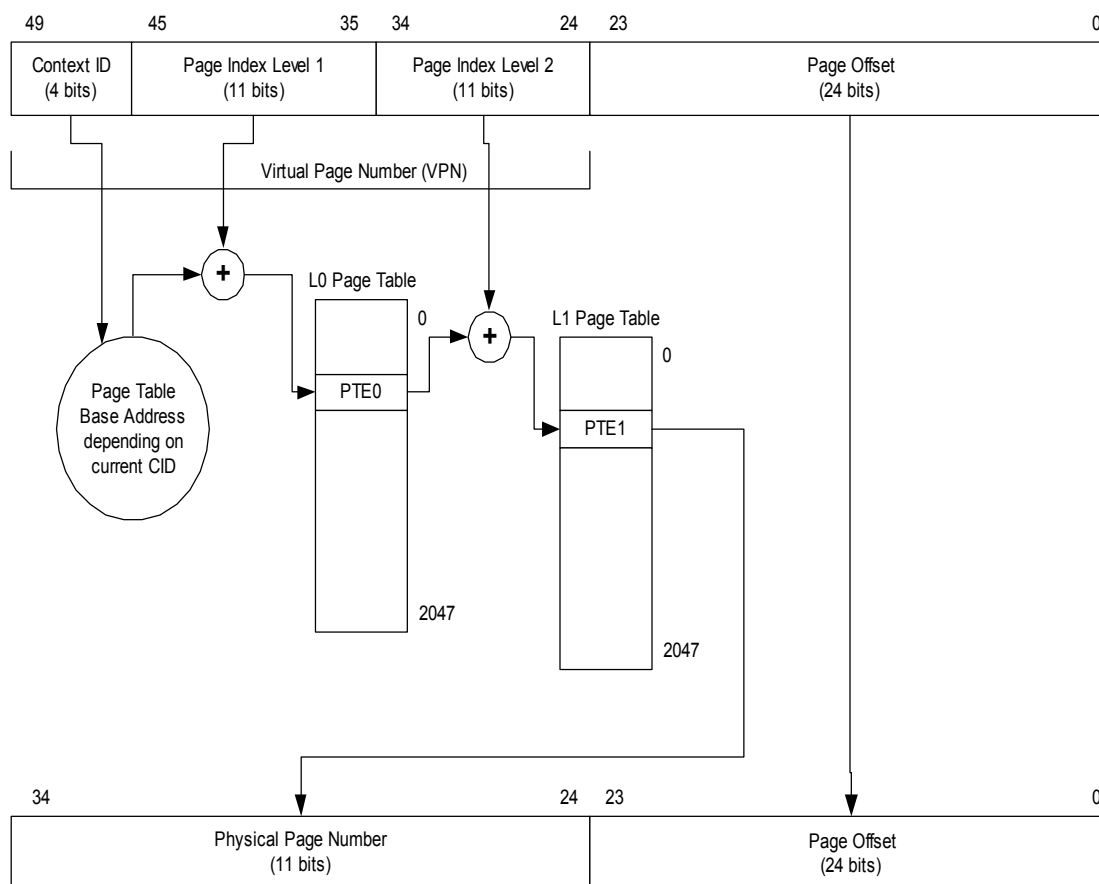 49 45 35 34 24 23 0
Context ID Page Index Level 1 Page Index Level 2 Page Offset
(4 bits) (11 bits) (11 bits) (24 bits)
Virtual Page Number (VPN)
+
L0 Page Table
0
+
L1 Page Table
0
Page Table
Base Address
depending on
current CID
PTE0
PTE1
2047
2047
34 24 23 0
Physical Page Number Page Offset
(11 bits) (24 bits)